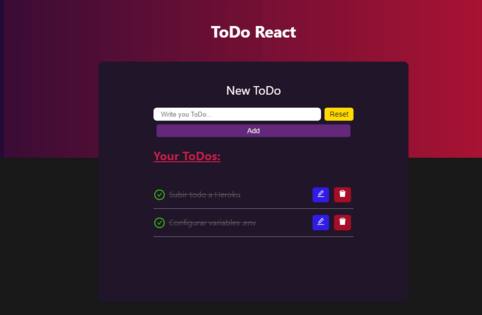 ToDo React
New ToDo
Write you ToDo...
Reset
Add
Your ToDos:
Subir todo a Heroku
Configurar variables .env